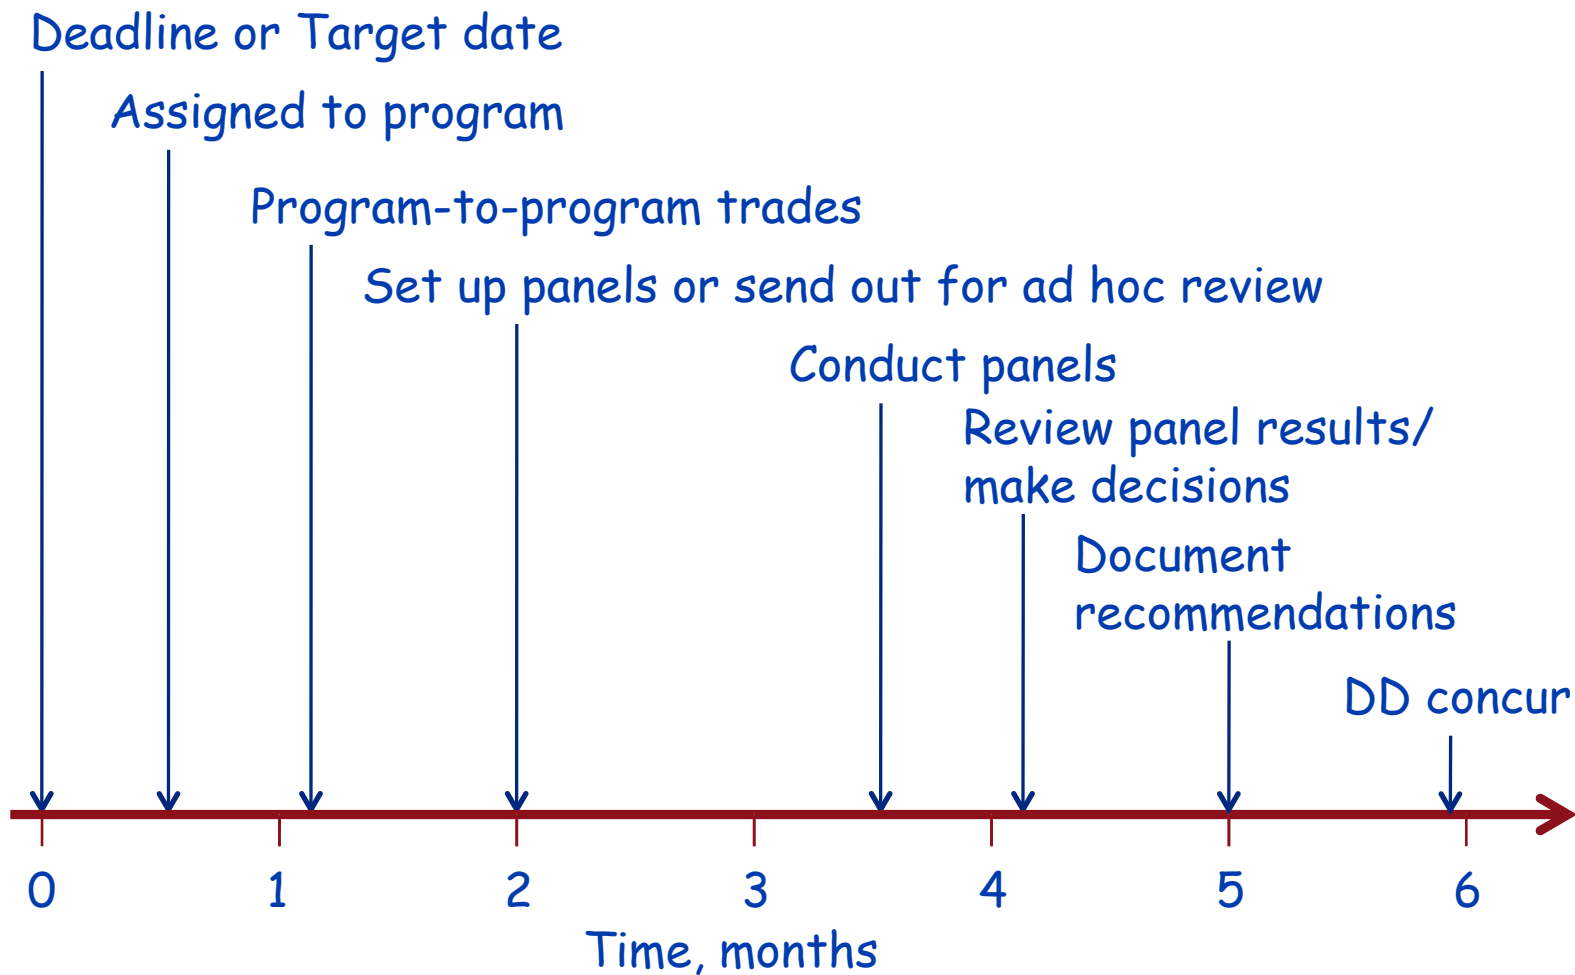 Deadline or Target date
Assigned to program
Program-to-program trades
Set up panels or send out for ad hoc review
Conduct panels
Review panel results/
make decisions
Document
recommendations
DD concur
0 1 2 3 4 5 6
Time, months